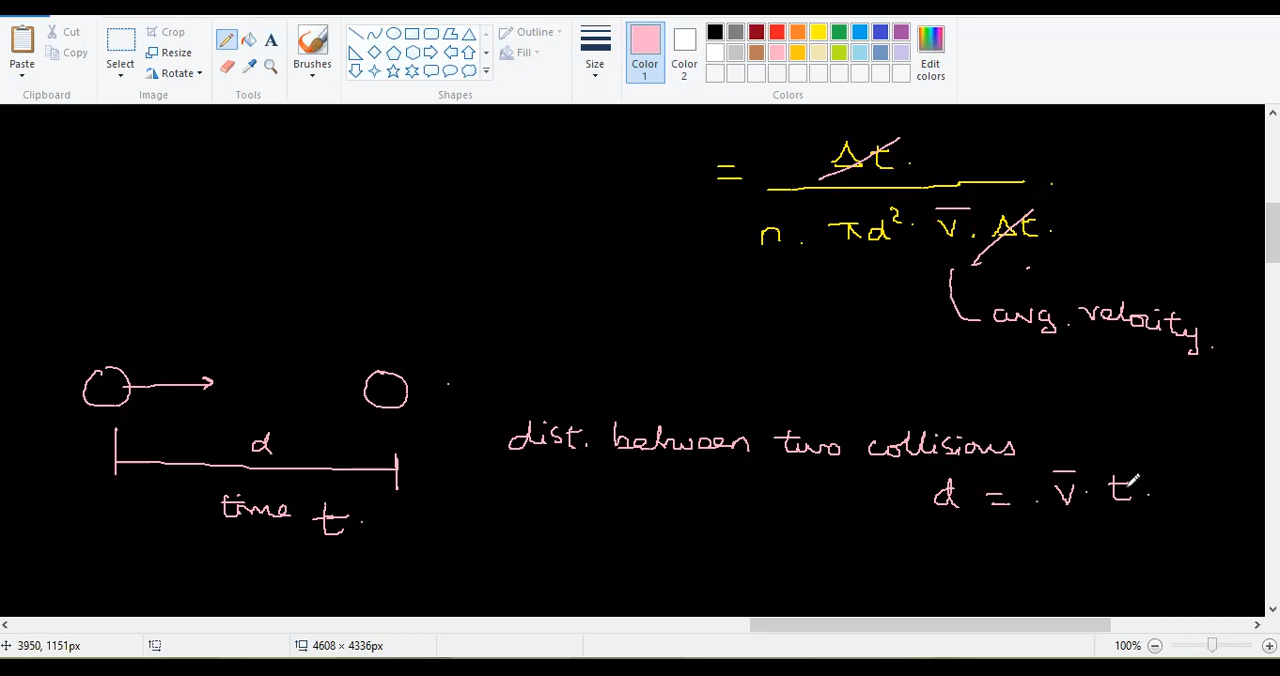 Paste
Cut
Copy
Clipboard
Select
Crop
Resize
Rotate
Image
Tools
Brushes
Outline
Fill
Shapes
Size
Color 1
Color 2
Edit colors
Colors
= Δt.
n. πd². v̅. Δt.
avg. velocity.
d
time t.
dist. between two collisions
d = . v̅. t.
3950, 1151px
4608 × 4336px
100%